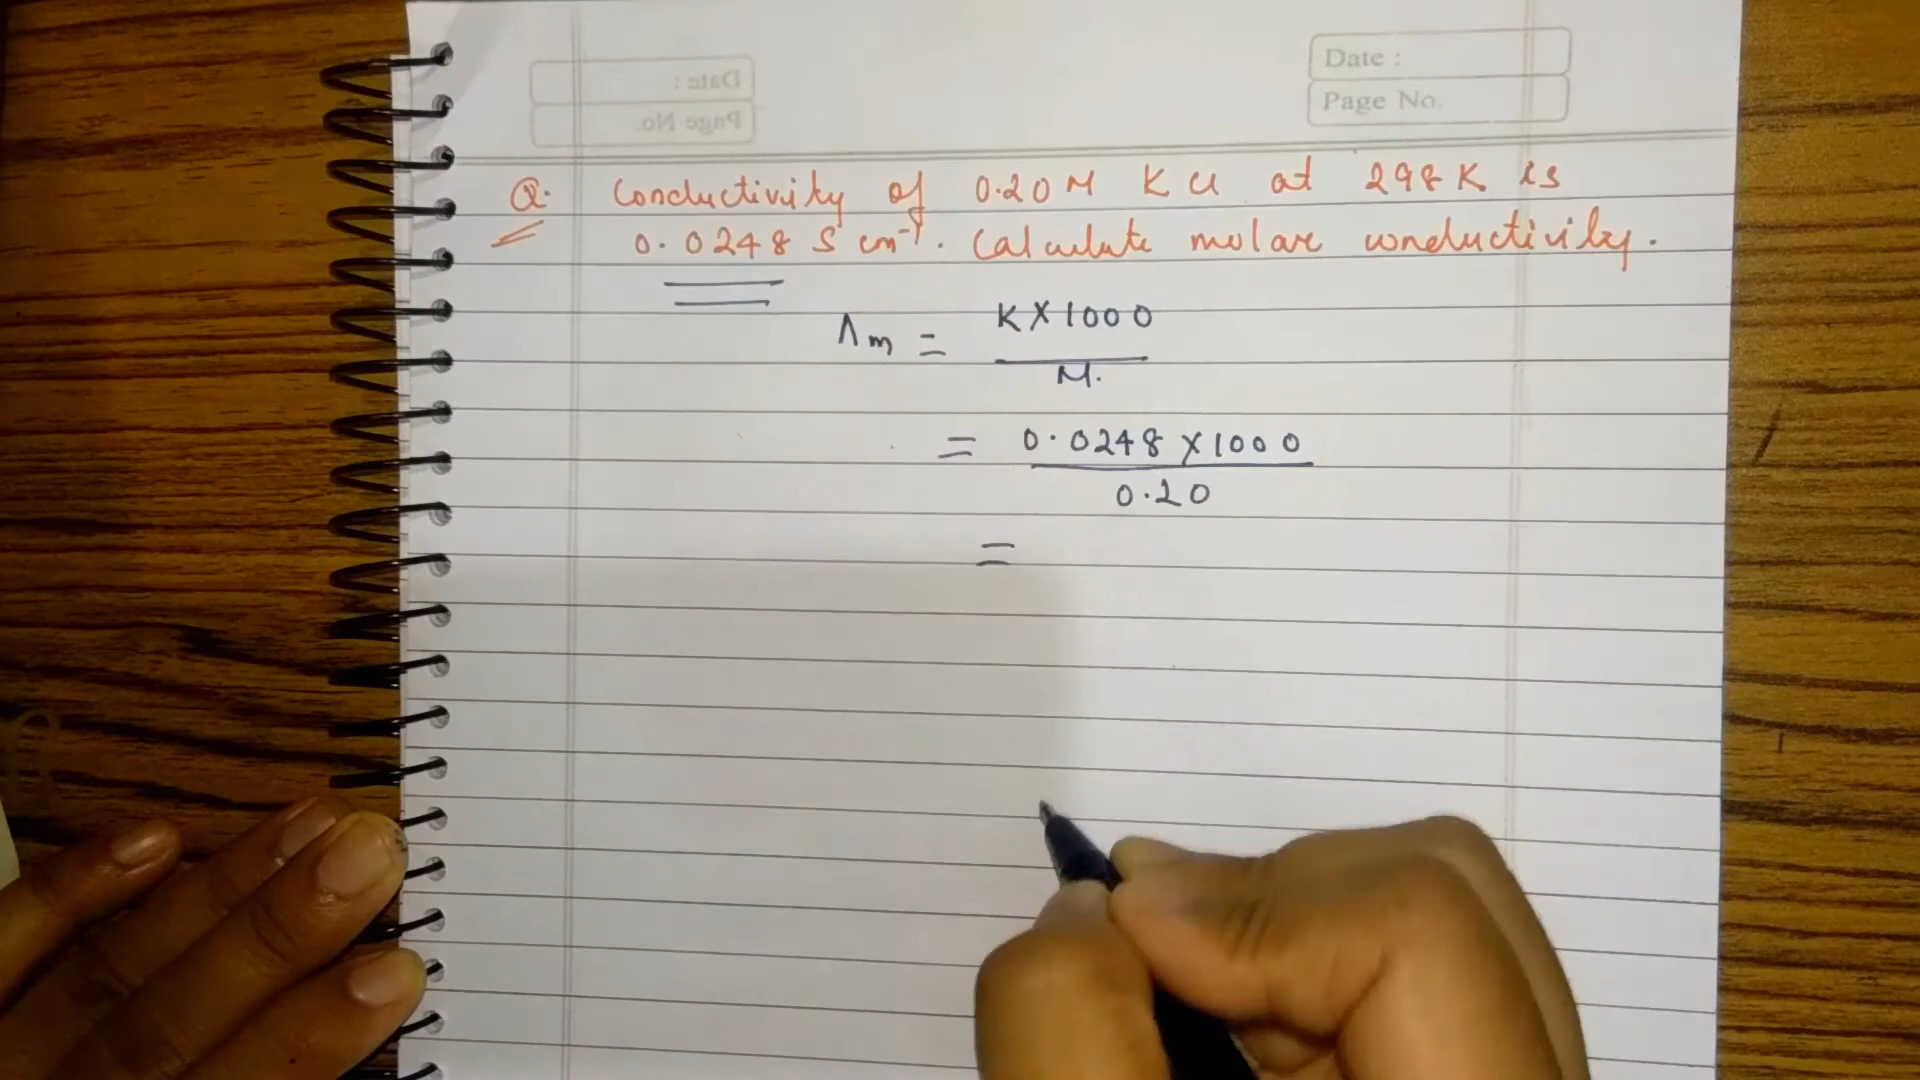 Date :
Page No.
Q. Conductivity of 0.20 M KCl at 298 K is
0.0248 S cm⁻¹. Calculate molar conductivity.
Λm = K X 1000
M.
= 0.0248 X 1000
0.20
=